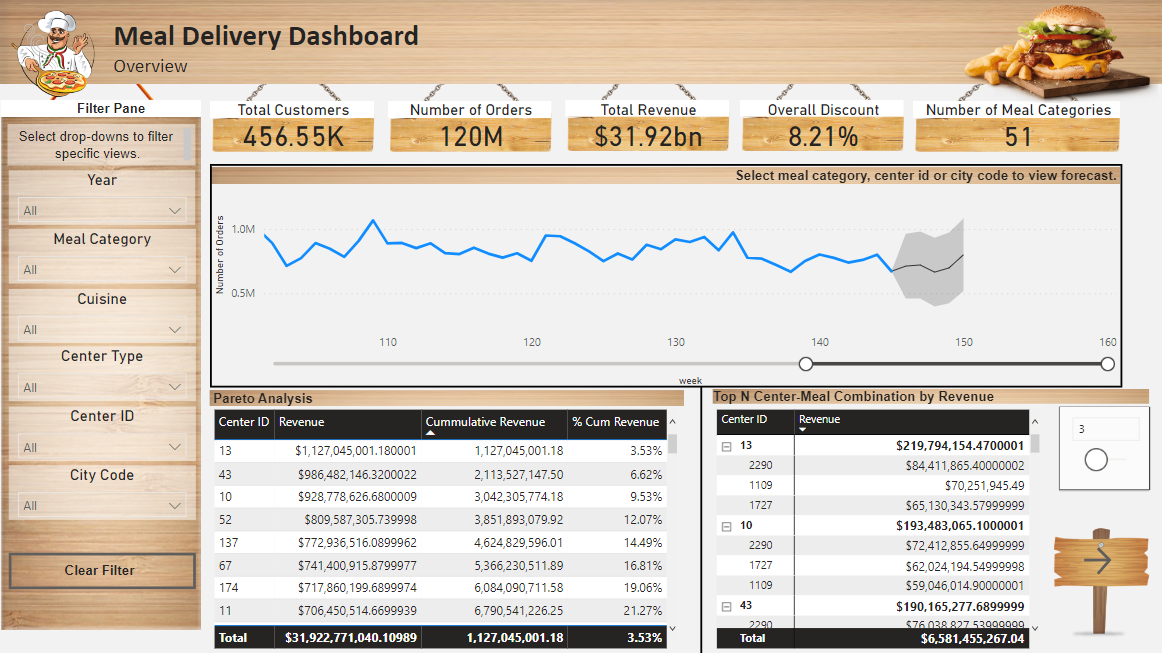 Meal Delivery Dashboard
Overview
Filter Pane
Select drop-downs to filter
specific views.
Year
All
Meal Category
All
Cuisine
All
Center Type
All
Center ID
All
City Code
All
Clear Filter
Total Customers
456.55K
Number of Orders
120M
Total Revenue
$31.92bn
Overall Discount
8.21%
Number of Meal Categories
51
Select meal category, center id or city code to view forecast.
Number of Orders
1.0M
0.5M
110 120 130 140 150 160
week
Pareto Analysis
Center ID Revenue Cummulative Revenue % Cum Revenue
13 $1,127,045,001.180001 1,127,045,001.18 3.53%
43 $986,482,146.3200022 2,113,527,147.50 6.62%
10 $928,778,626.6800009 3,042,305,774.18 9.53%
52 $809,587,305.739998 3,851,893,079.92 12.07%
137 $772,936,516.0899962 4,624,829,596.01 14.49%
67 $741,400,915.8799977 5,366,230,511.89 16.81%
174 $717,860,199.6899974 6,084,090,711.58 19.06%
11 $706,450,514.6699939 6,790,541,226.25 21.27%
Total $31,922,771,040.10989 1,127,045,001.18 3.53%
Top N Center-Meal Combination by Revenue
Center ID Revenue
13 $219,794,154.4700001
2290 $84,411,865.40000002
1109 $70,251,945.49
1727 $65,130,343.57999999
10 $193,483,065.1000001
2290 $72,412,855.64999999
1727 $62,024,194.54999998
1109 $59,046,014.90000001
43 $190,165,277.6899999
2290 $76,038,827.53999999
Total $6,581,455,267.04
3